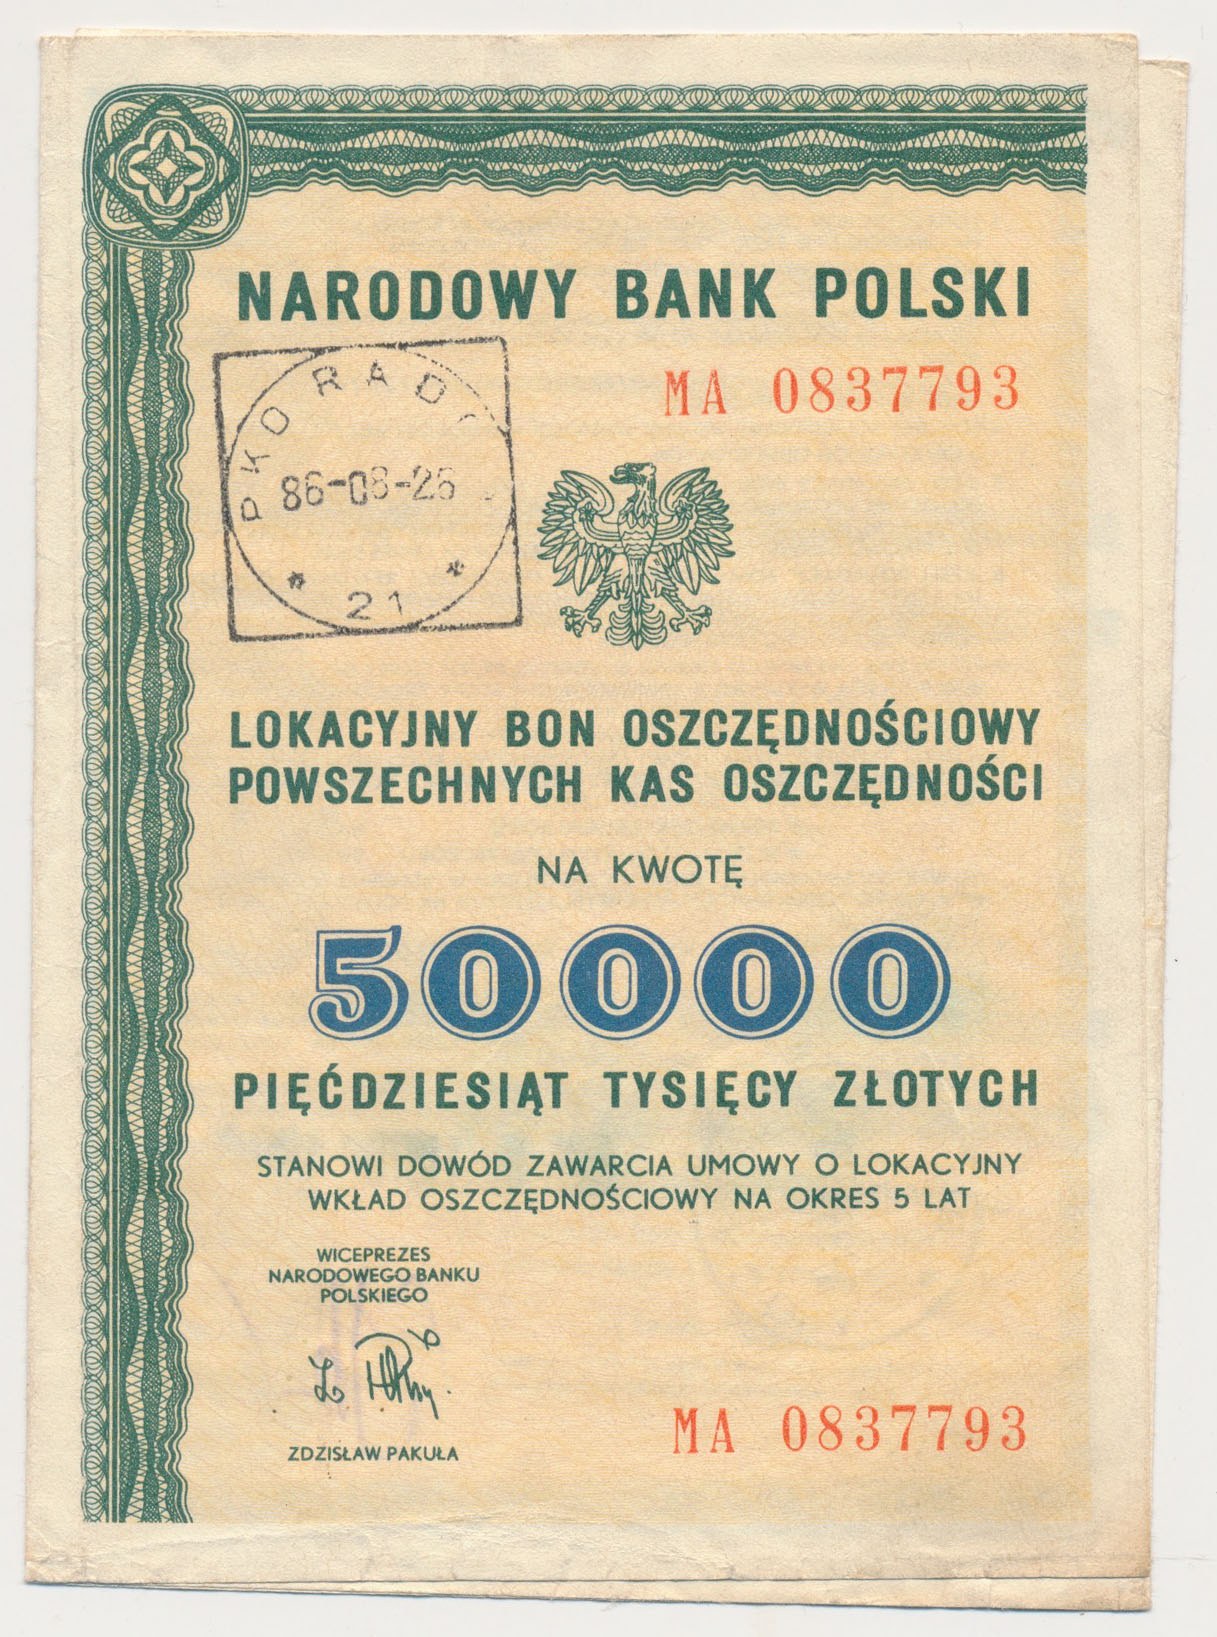 NARODOWY BANK POLSKI
MA 0837793
PKO
86-08-26
21
LOKACYJNY BON OSZCZĘDNOŚCIOWY
POWSZECHNYCH KAS OSZCZĘDNOŚCI
NA KWOTĘ
50000
PIĘĆDZIESIĄT TYSIĘCY ZŁOTYCH
STANOWI DOWÓD ZAWARCIA UMOWY O LOKACYJNY
WKŁAD OSZCZĘDNOŚCIOWY NA OKRES 5 LAT
WICEPREZES
NARODOWEGO BANKU
POLSKIEGO
ZDZISŁAW PAKUŁA
MA 0837793